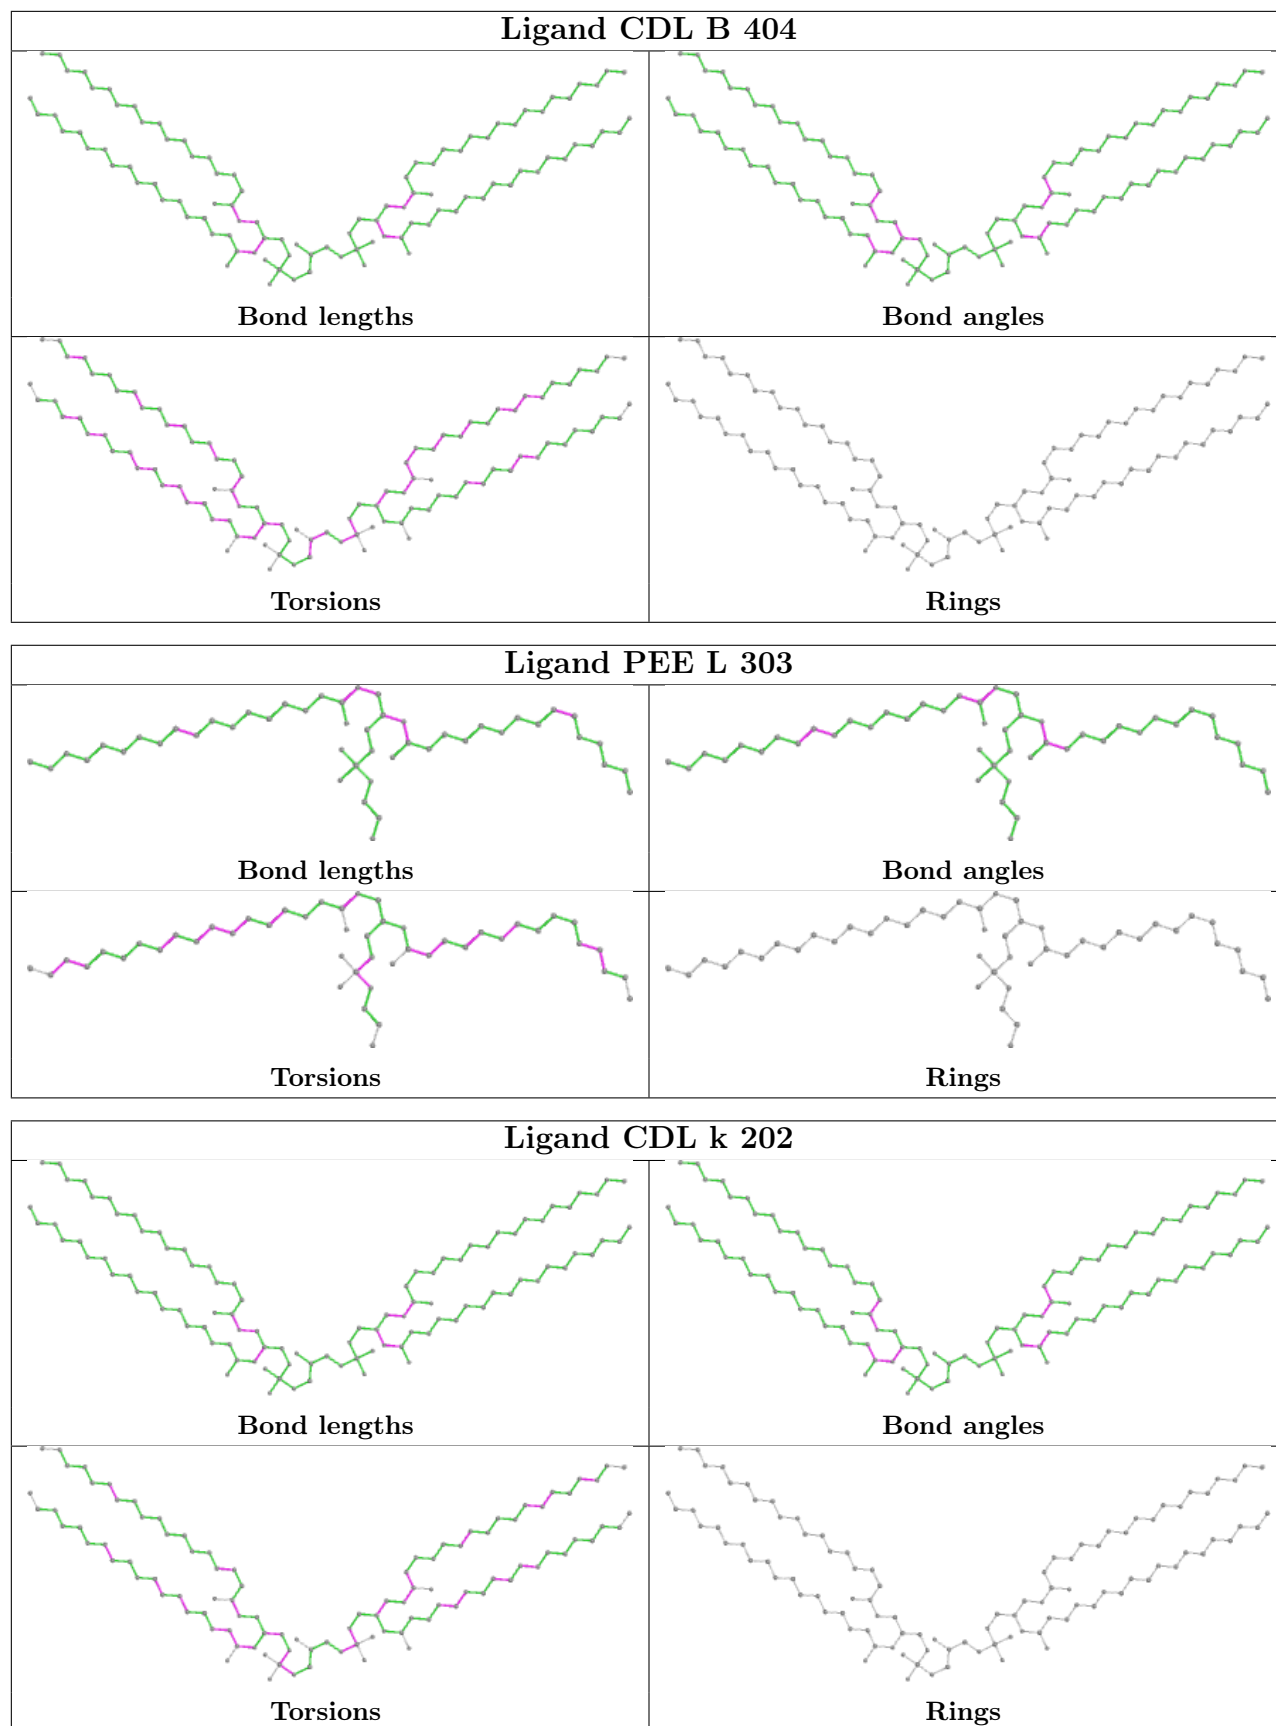 Ligand CDL B 404
Bond lengths
Bond angles
Torsions
Rings
Ligand PEE L 303
Bond lengths
Bond angles
Torsions
Rings
Ligand CDL k 202
Bond lengths
Bond angles
Torsions
Rings